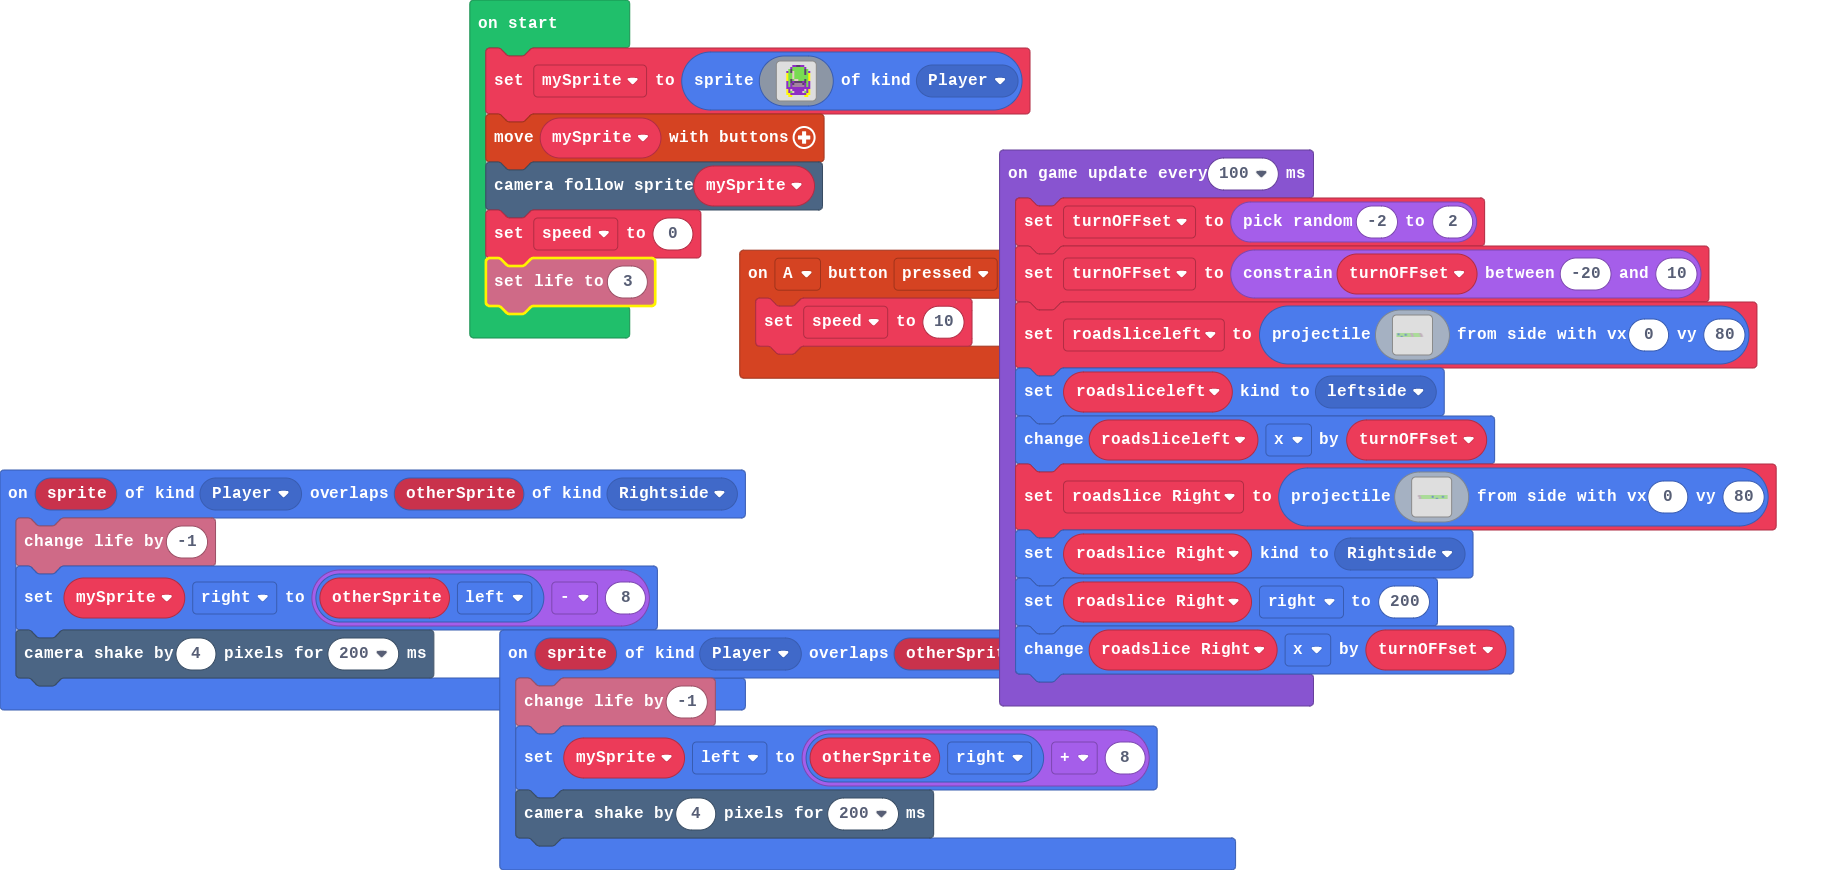 on start
set mySprite to sprite of kind Player
move mySprite with buttons
camera follow sprite mySprite
set speed to 0
set life to 3
on A button pressed
set speed to 10
on game update every 100 ms
set turnOFFset to pick random -2 to 2
set turnOFFset to constrain turnOFFset between -20 and 10
set roadsliceleft to projectile from side with vx 0 vy 80
set roadsliceleft kind to leftside
change roadsliceleft x by turnOFFset
set roadslice Right to projectile from side with vx 0 vy 80
set roadslice Right kind to Rightside
set roadslice Right right to 200
change roadslice Right x by turnOFFset
on sprite of kind Player overlaps otherSprite of kind Rightside
change life by -1
set mySprite right to otherSprite left - 8
camera shake by 4 pixels for 200 ms
on sprite of kind Player overlaps
change life by -1
set mySprite left to otherSprite right + 8
camera shake by 4 pixels for 200 ms